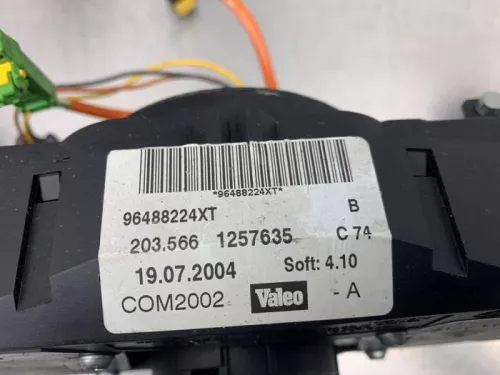 *96488224XT*
96488224XT B
203.566 1257635 C 74
19.07.2004 Soft: 4.10
COM2002 Valeo - A